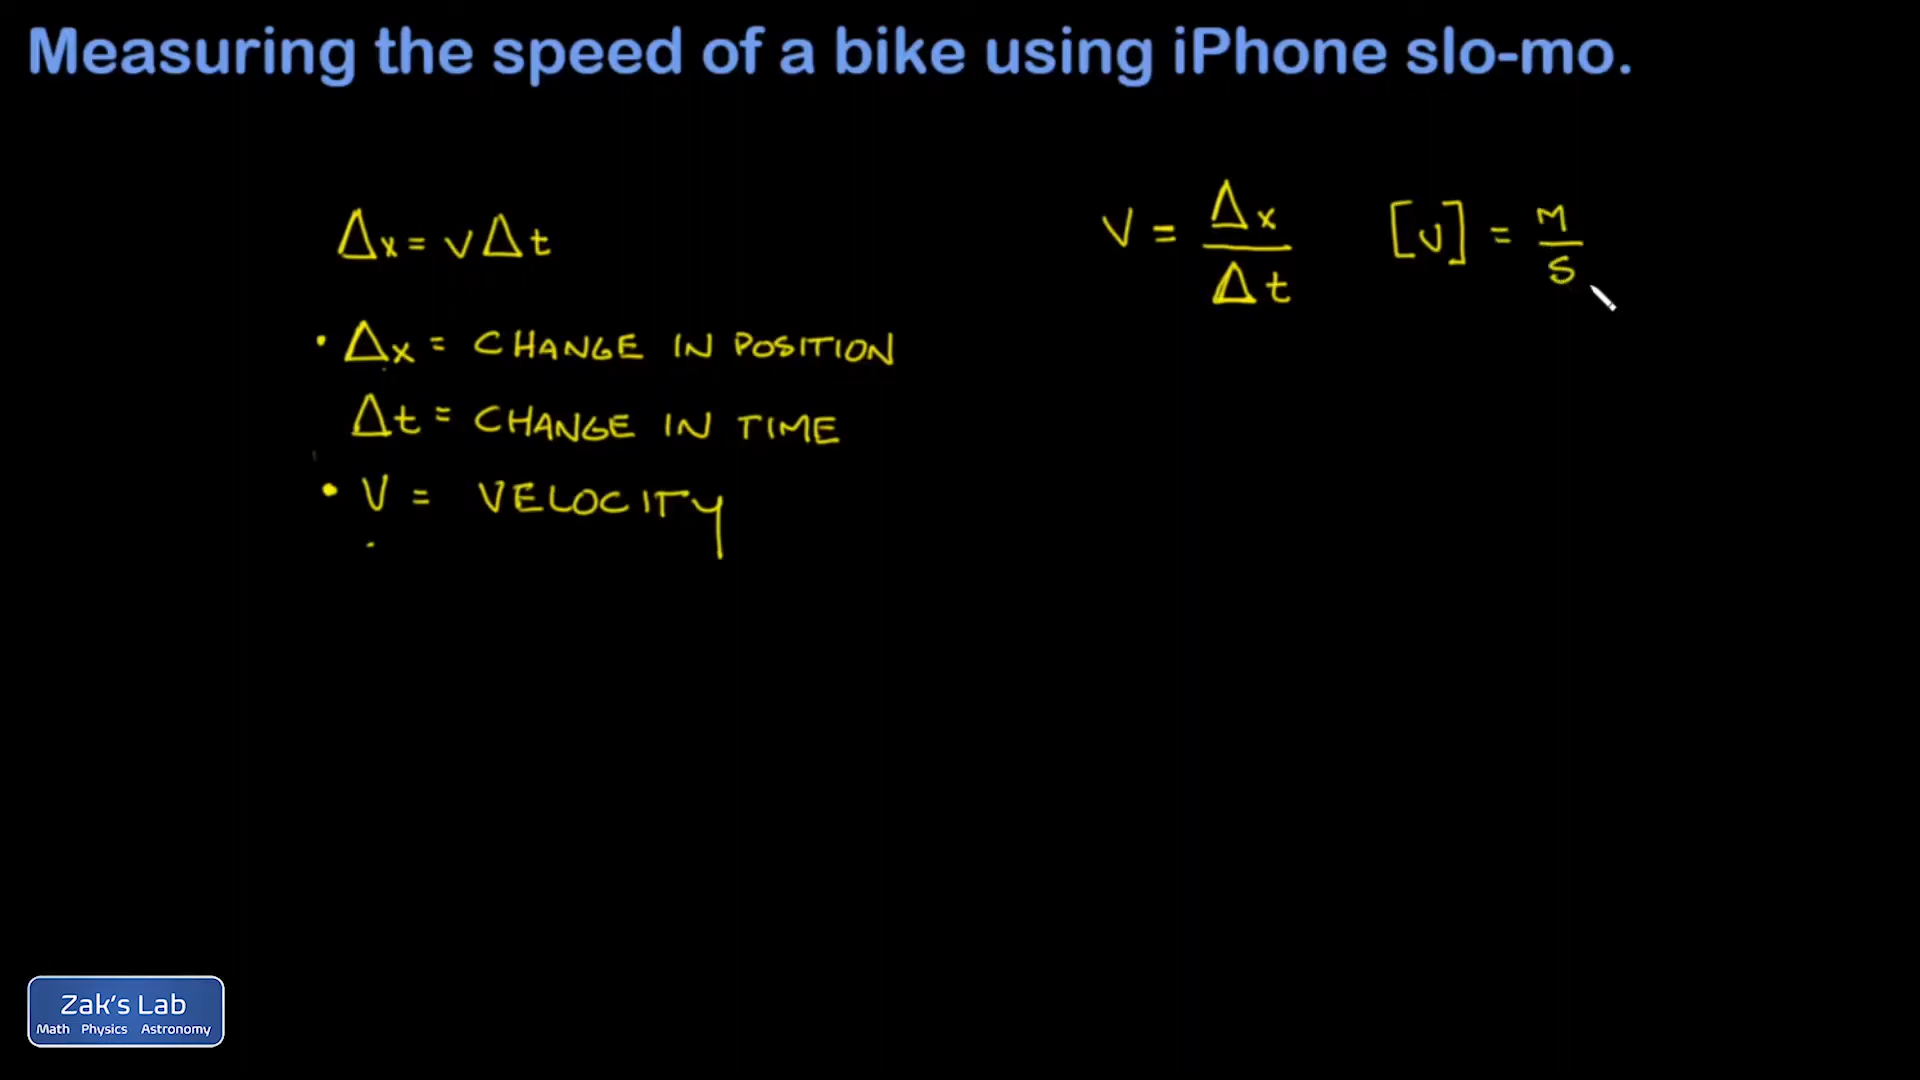 Measuring the speed of a bike using iPhone slo-mo.
Δx = v Δt
V = Δx / Δt [v] = M / S
• Δx = CHANGE IN POSITION
Δt = CHANGE IN TIME
• V = VELOCITY
Zak's Lab
Math Physics Astronomy